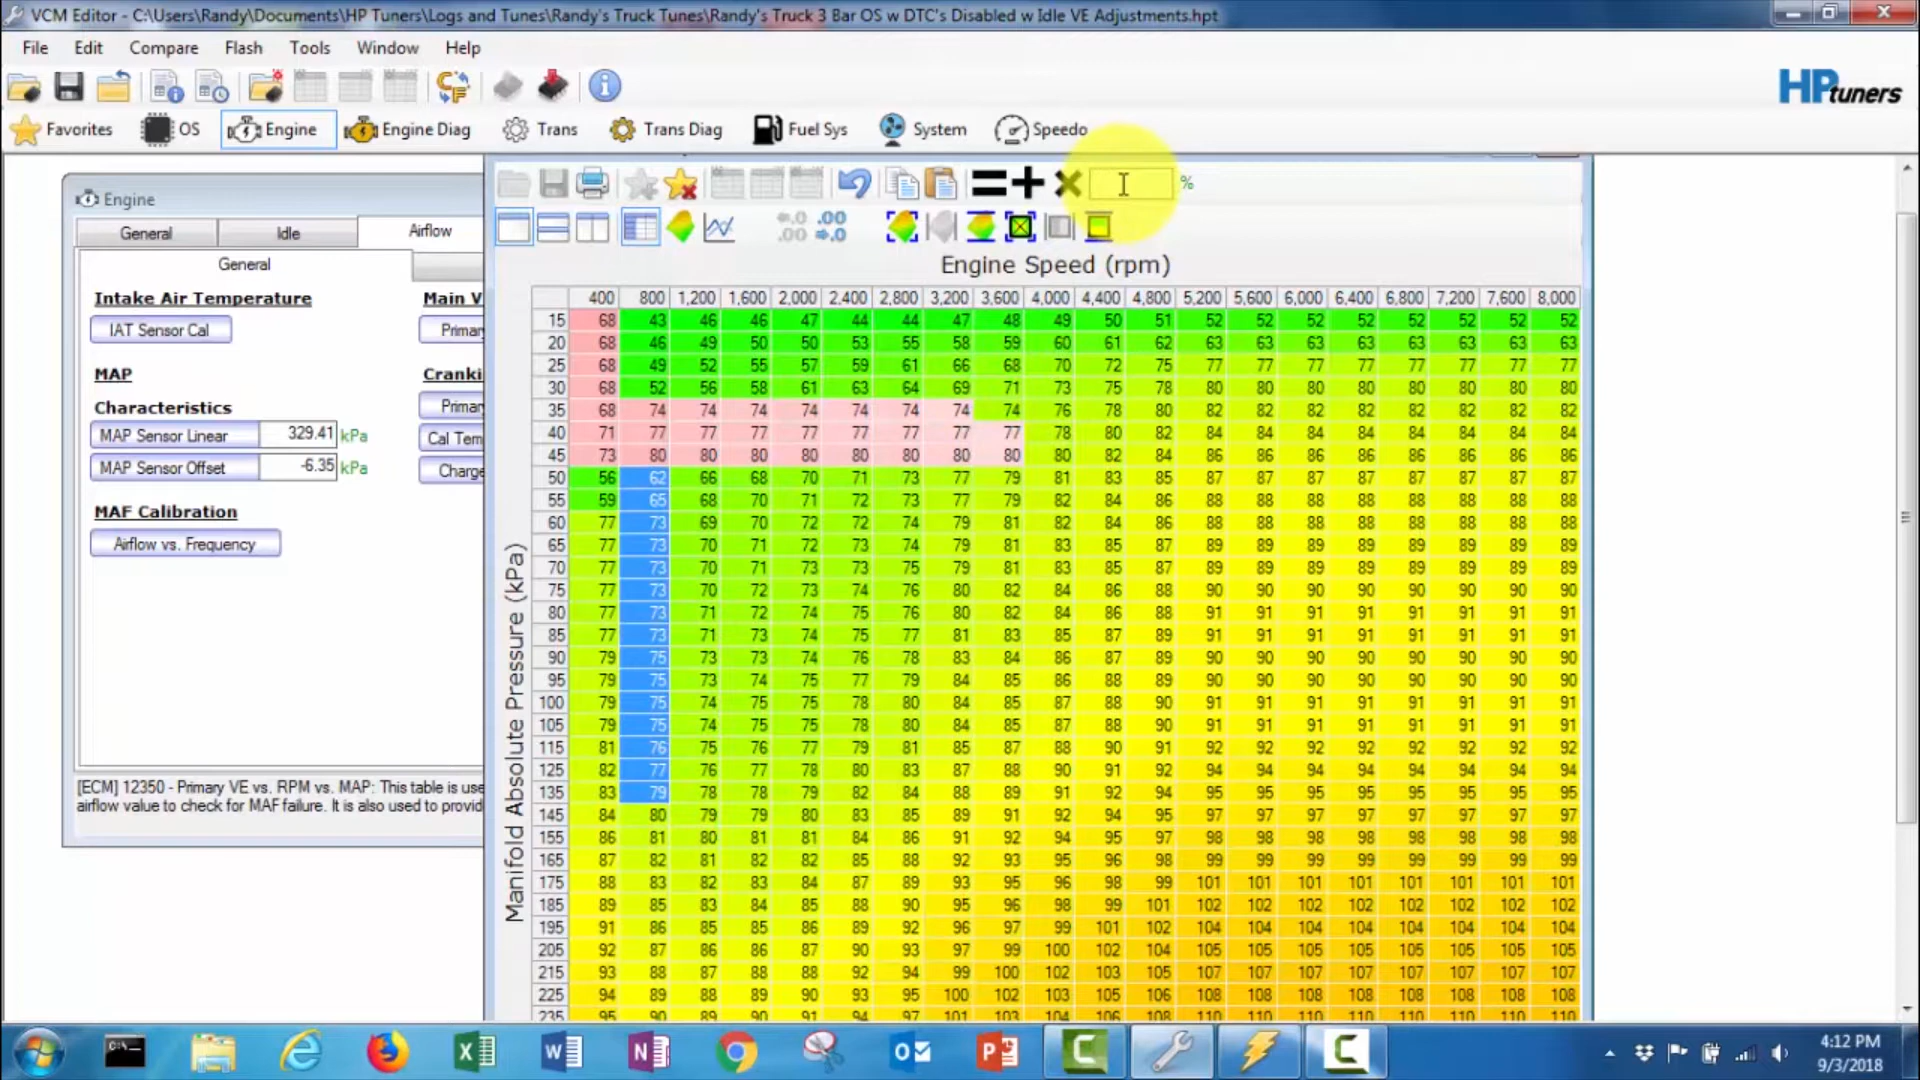 VCM Editor - C:\Users\Randy\Documents\HP Tuners\Logs and Tunes\Randy's Truck Tunes\Randy's Truck 3 Bar OS w DTC's Disabled w Idle VE Adjustments.hpt
File Edit Compare Flash Tools Window Help
HPtuners
Favorites OS Engine Engine Diag Trans Trans Diag Fuel Sys System Speedo
Engine
General Idle Airflow
General
Intake Air Temperature Main V
IAT Sensor Cal Primary
MAP Cranki
Characteristics Primary
MAP Sensor Linear 329.41 kPa Cal Tem
MAP Sensor Offset -6.35 kPa Charge
MAF Calibration
Airflow vs. Frequency
[ECM] 12350 - Primary VE vs. RPM vs. MAP: This table is use
airflow value to check for MAF failure. It is also used to provid
%
Engine Speed (rpm)
Manifold Absolute Pressure (kPa)
400 800 1,200 1,600 2,000 2,400 2,800 3,200 3,600 4,000 4,400 4,800 5,200 5,600 6,000 6,400 6,800 7,200 7,600 8,000
15 68 43 46 46 47 44 44 47 48 49 50 51 52 52 52 52 52 52 52 52
20 68 46 49 50 50 53 55 58 59 60 61 62 63 63 63 63 63 63 63 63
25 68 49 52 55 57 59 61 66 68 70 72 75 77 77 77 77 77 77 77 77
30 68 52 56 58 61 63 64 69 71 73 75 78 80 80 80 80 80 80 80 80
35 68 74 74 74 74 74 74 74 74 76 78 80 82 82 82 82 82 82 82 82
40 71 77 77 77 77 77 77 77 77 78 80 82 84 84 84 84 84 84 84 84
45 73 80 80 80 80 80 80 80 80 80 82 84 86 86 86 86 86 86 86 86
50 56 62 66 68 70 71 73 77 79 81 83 85 87 87 87 87 87 87 87 87
55 59 65 68 70 71 72 73 77 79 82 84 86 88 88 88 88 88 88 88 88
60 77 73 69 70 72 72 74 79 81 82 84 86 88 88 88 88 88 88 88 88
65 77 73 70 71 72 73 74 79 81 83 85 87 89 89 89 89 89 89 89 89
70 77 73 70 71 73 73 75 79 81 83 85 87 89 89 89 89 89 89 89 89
75 77 73 70 72 73 74 76 80 82 84 86 88 90 90 90 90 90 90 90 90
80 77 73 71 72 74 75 76 80 82 84 86 88 91 91 91 91 91 91 91 91
85 77 73 71 73 74 75 77 81 83 85 87 89 91 91 91 91 91 91 91 91
90 79 75 73 73 74 76 78 83 84 86 87 89 90 90 90 90 90 90 90 90
95 79 75 73 74 75 77 79 84 85 86 88 89 90 90 90 90 90 90 90 90
100 79 75 74 75 75 78 80 84 85 87 88 90 91 91 91 91 91 91 91 91
105 79 75 74 75 75 78 80 84 85 87 88 90 91 91 91 91 91 91 91 91
115 81 76 75 76 77 79 81 85 87 88 90 91 92 92 92 92 92 92 92 92
125 82 77 76 77 78 80 83 87 88 90 91 92 94 94 94 94 94 94 94 94
135 83 79 78 78 79 82 84 88 89 91 92 94 95 95 95 95 95 95 95 95
145 84 80 79 79 80 83 85 89 91 92 94 95 97 97 97 97 97 97 97 97
155 86 81 80 81 81 84 86 91 92 94 95 97 98 98 98 98 98 98 98 98
165 87 82 81 82 82 85 88 92 93 95 96 98 99 99 99 99 99 99 99 99
175 88 83 82 83 84 87 89 93 95 96 98 99 101 101 101 101 101 101 101 101
185 89 85 83 84 85 88 90 95 96 98 99 101 102 102 102 102 102 102 102 102
195 91 86 85 85 86 89 92 96 97 99 101 102 104 104 104 104 104 104 104 104
205 92 87 86 86 87 90 93 97 99 100 102 104 105 105 105 105 105 105 105 105
215 93 88 87 88 88 92 94 99 100 102 103 105 107 107 107 107 107 107 107 107
225 94 89 88 89 90 93 95 100 102 103 105 106 108 108 108 108 108 108 108 108
235 95 90 89 90 91 94 97 101 103 104 106 108 110 110 110 110 110 110 110 110
4:12 PM
9/3/2018